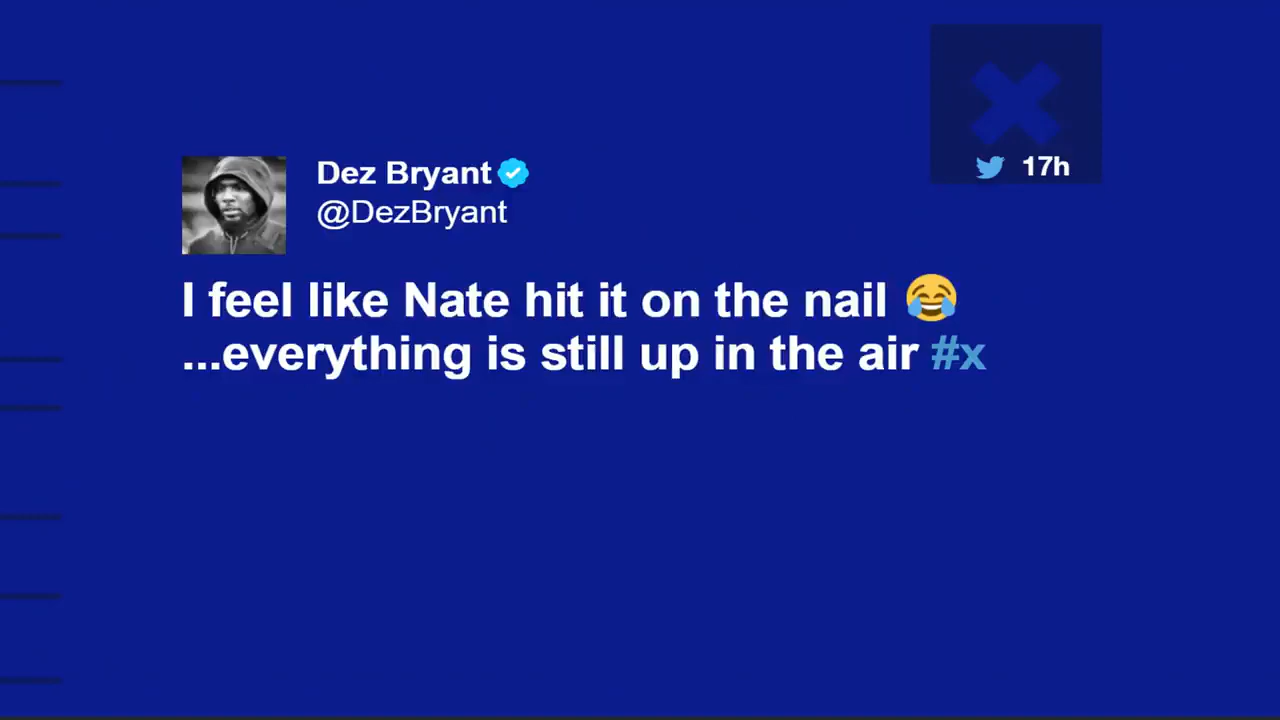 17h
Dez Bryant
@DezBryant
I feel like Nate hit it on the nail 😂
...everything is still up in the air #x